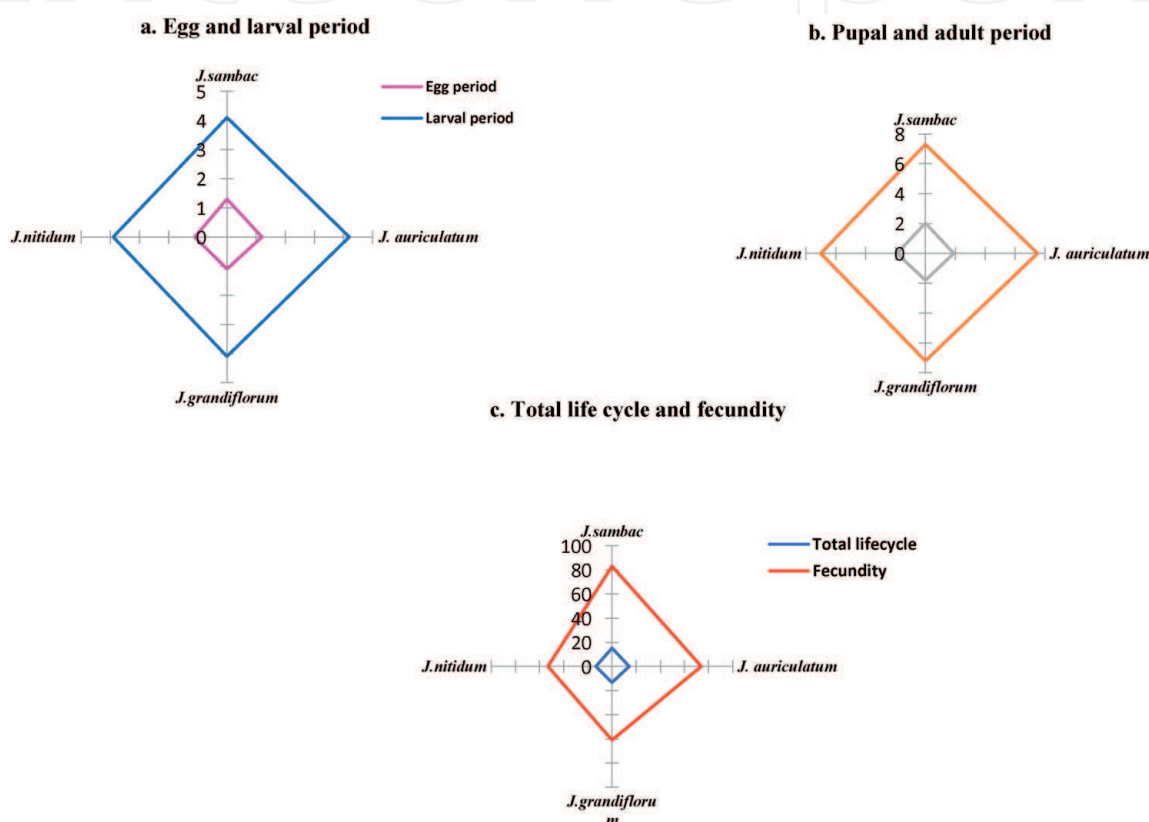 a. Egg and larval period
J.sambac
5
4
3
2
1
0
J.nitidum
J. auriculatum
J.grandiflorum
Egg period
Larval period
b. Pupal and adult period
J.sambac
8
6
4
2
0
J.nitidum
J. auriculatum
J.grandiflorum
c. Total life cycle and fecundity
J.sambac
100
80
60
40
20
0
J.nitidum
J. auriculatum
J.grandifloru
m
Total lifecycle
Fecundity